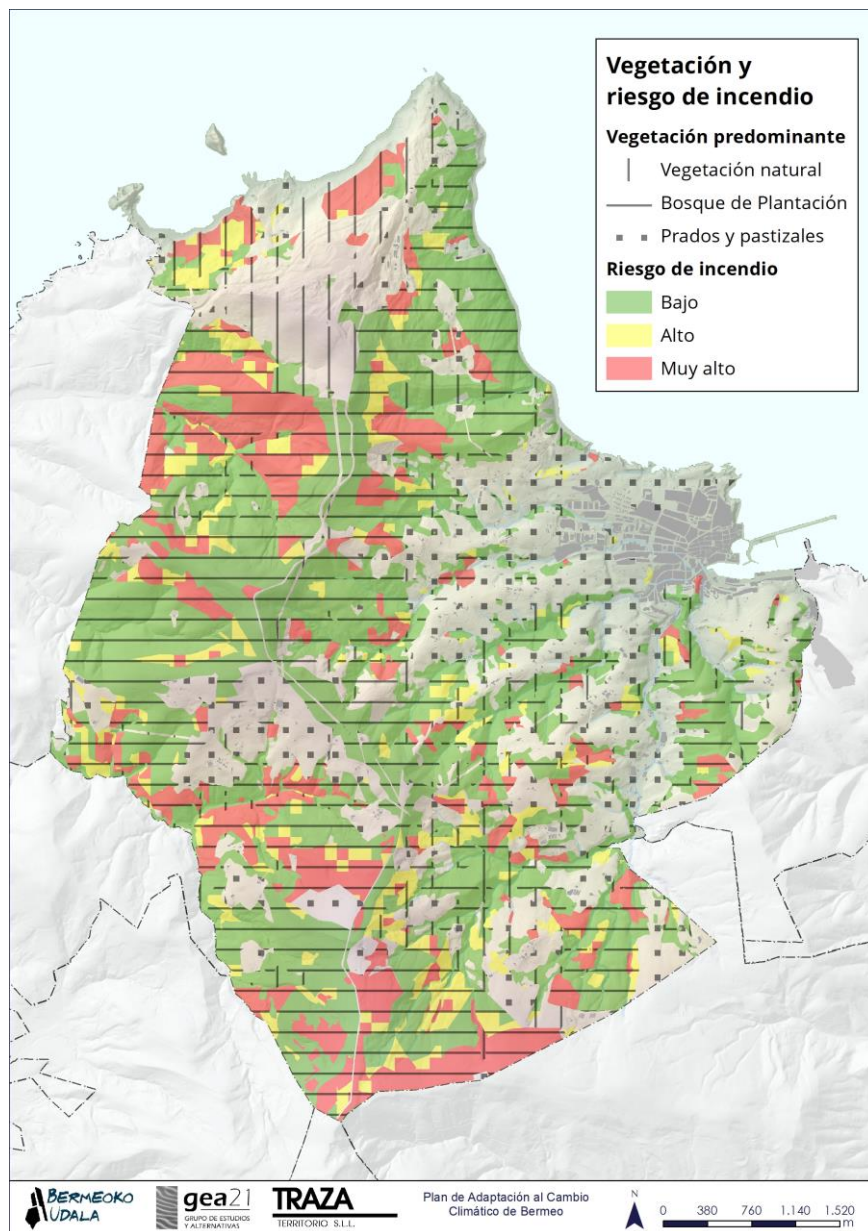 Vegetación y
riesgo de incendio
Vegetación predominante
Vegetación natural
Bosque de Plantación
Prados y pastizales
Riesgo de incendio
Bajo
Alto
Muy alto
BERMEOKO
UDALA
gea21
GRUPO DE ESTUDIOS
Y ALTERNATIVAS
TRAZA
TERRITORIO S.L.L.
Plan de Adaptación al Cambio
Climático de Bermeo
N
0 380 760 1.140 1.520
m